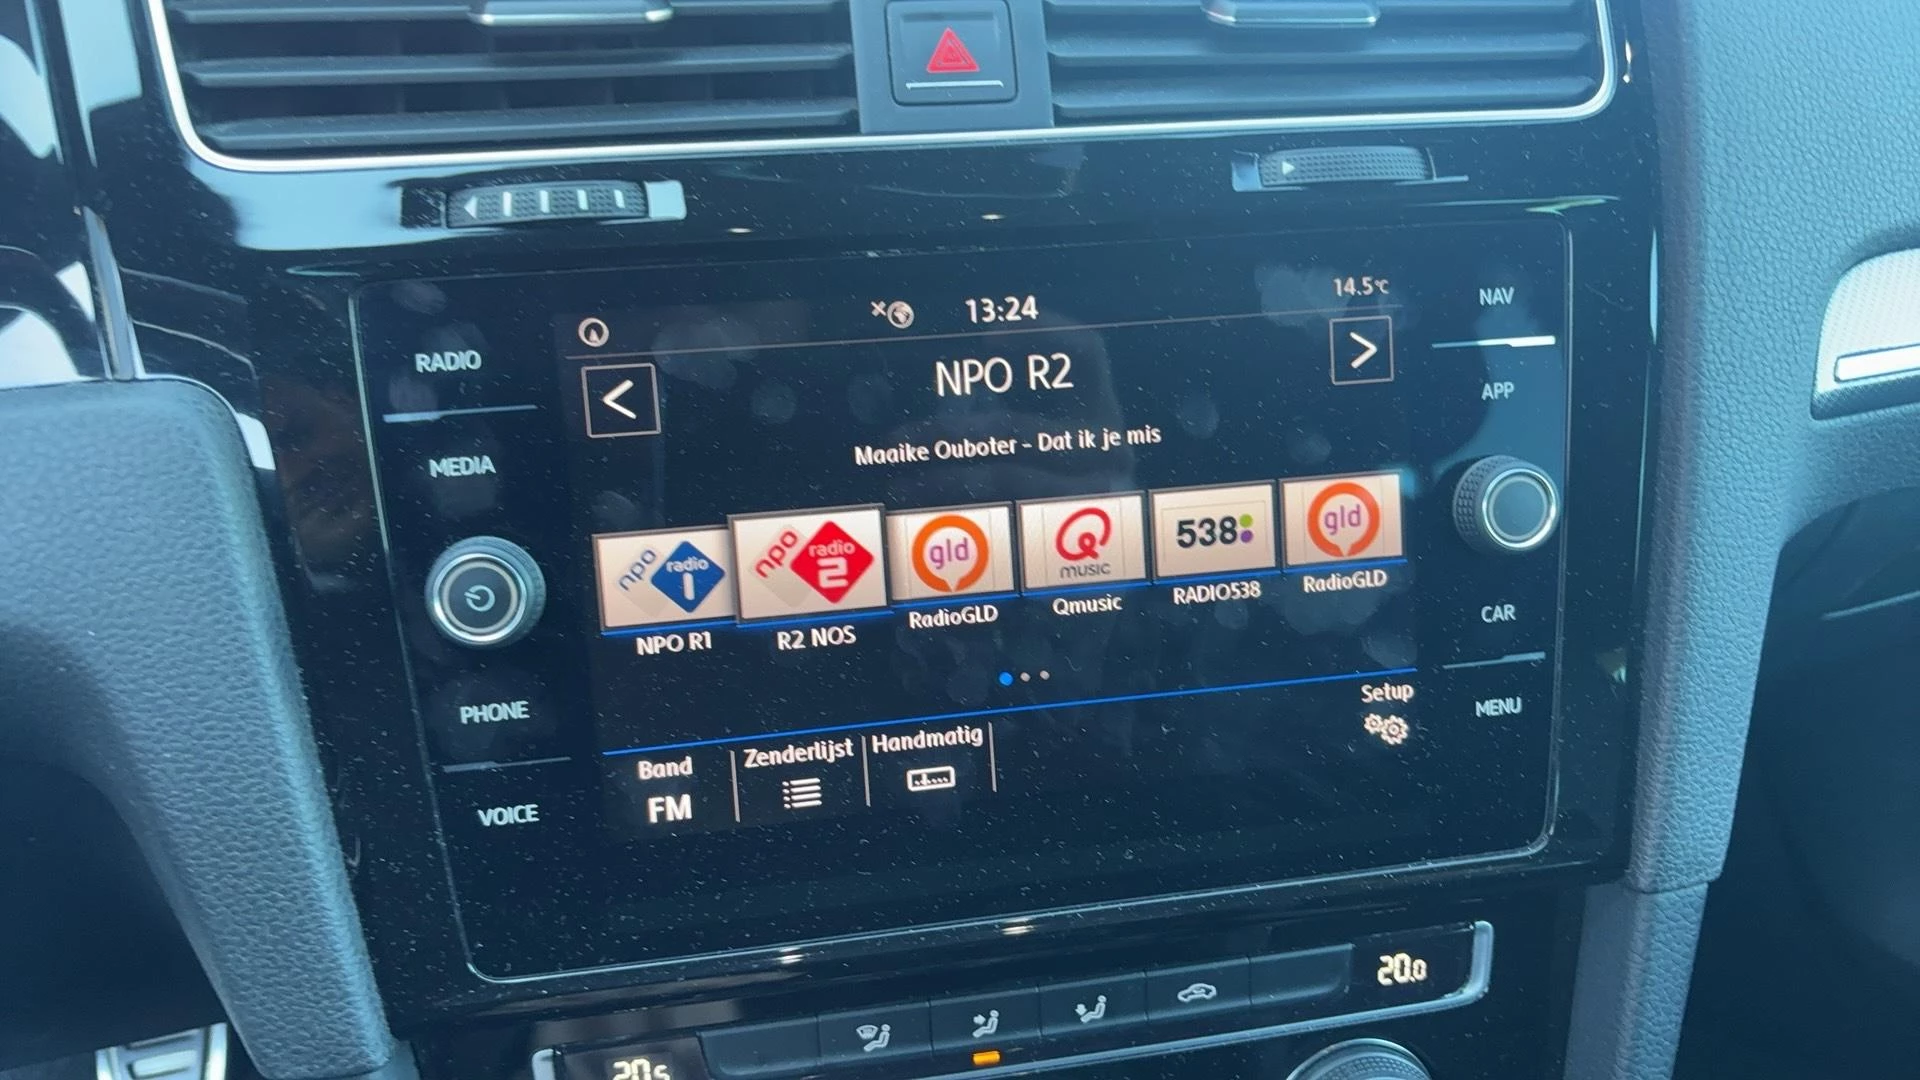 13:24
14.5°C
NPO R2
Maaike Ouboter - Dat ik je mis
RADIO
MEDIA
PHONE
VOICE
NAV
APP
CAR
MENU
npo radio 1
npo radio 2
gld
Q music
538
gld
NPO R1
R2 NOS
RadioGLD
Qmusic
RADIO538
RadioGLD
Band
FM
Zenderlijst
Handmatig
Setup
20.5
20.0